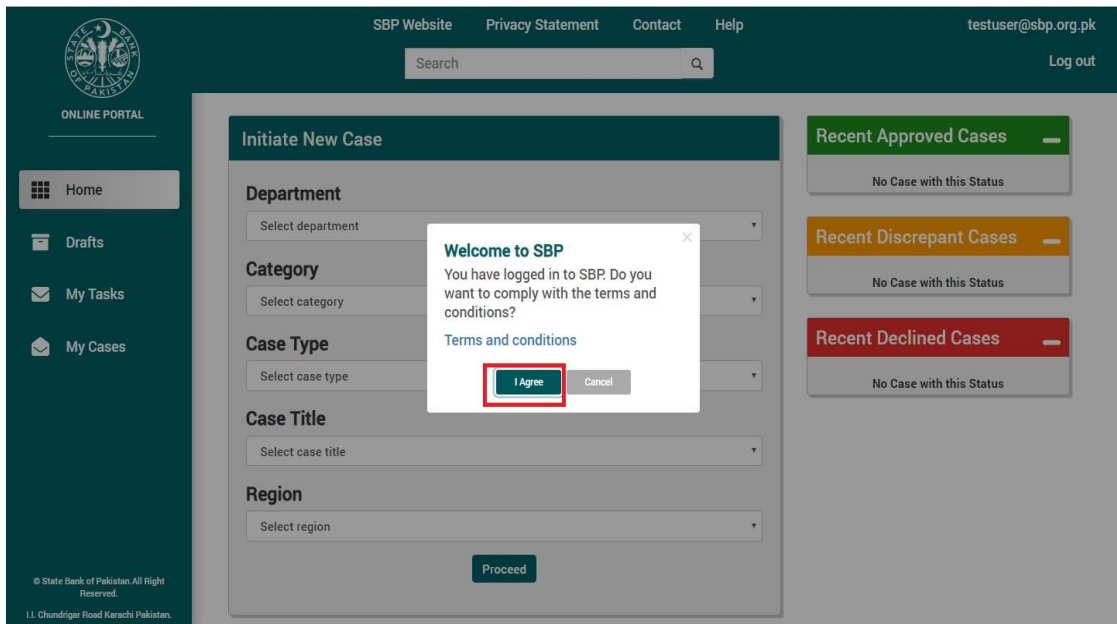 STATE BANK OF PAKISTAN
ONLINE PORTAL
SBP Website Privacy Statement Contact Help
testuser@sbp.org.pk
Search
Log out
Home
Drafts
My Tasks
My Cases
© State Bank of Pakistan.All Right
Reserved.
I.I. Chundrigar Road Karachi Pakistan.
Initiate New Case
Department
Select department
Category
Select category
Case Type
Select case type
Case Title
Select case title
Region
Select region
Proceed
Welcome to SBP
You have logged in to SBP. Do you
want to comply with the terms and
conditions?
Terms and conditions
I Agree Cancel
Recent Approved Cases
No Case with this Status
Recent Discrepant Cases
No Case with this Status
Recent Declined Cases
No Case with this Status